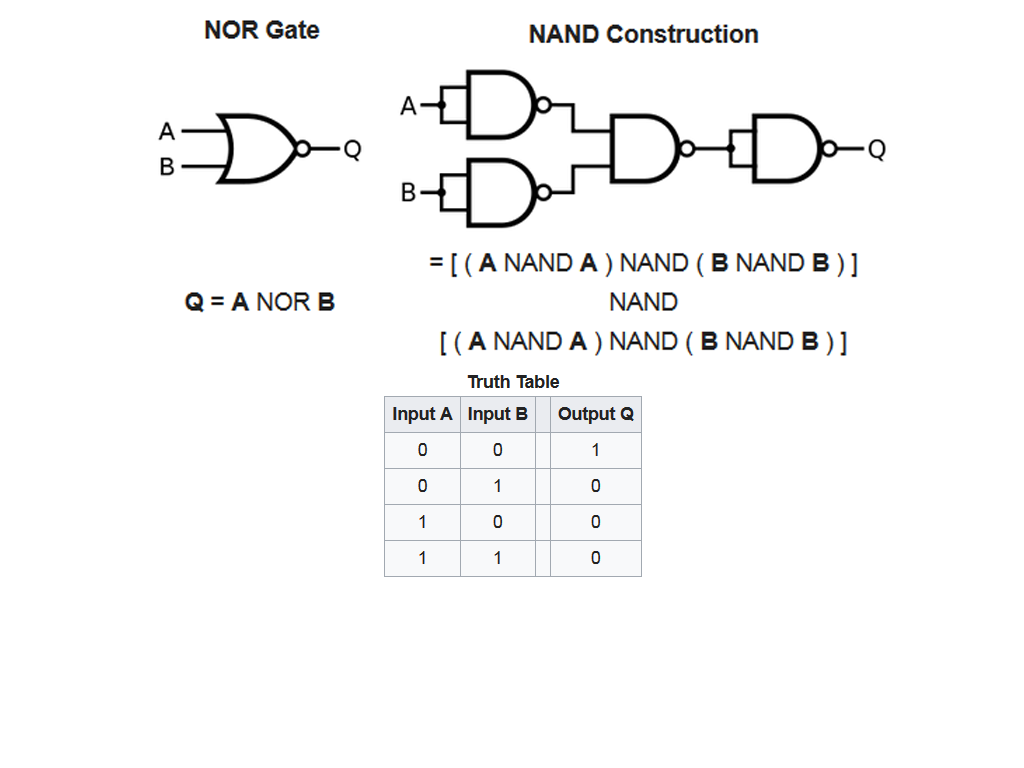 NOR Gate
NAND Construction
A
B
Q
A
B
Q
Q = A NOR B
= [ ( A NAND A ) NAND ( B NAND B ) ]
NAND
[ ( A NAND A ) NAND ( B NAND B ) ]
Truth Table
Input A Input B Output Q
0 0 1
0 1 0
1 0 0
1 1 0